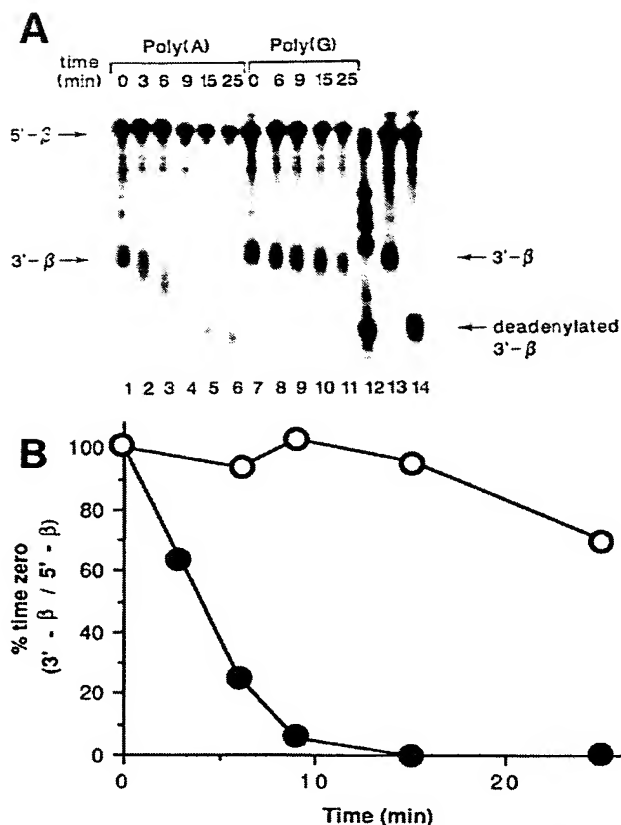 A
Poly(A) Poly(G)
time (min) 0 3 6 9 15 25 0 6 9 15 25
5'-β →
3'-β → ← 3'-β
← deadenylated 3'-β
1 2 3 4 5 6 7 8 9 10 11 12 13 14
B
% time zero
(3' - β / 5' - β)
100
80
60
40
20
0
0 10 20
Time (min)